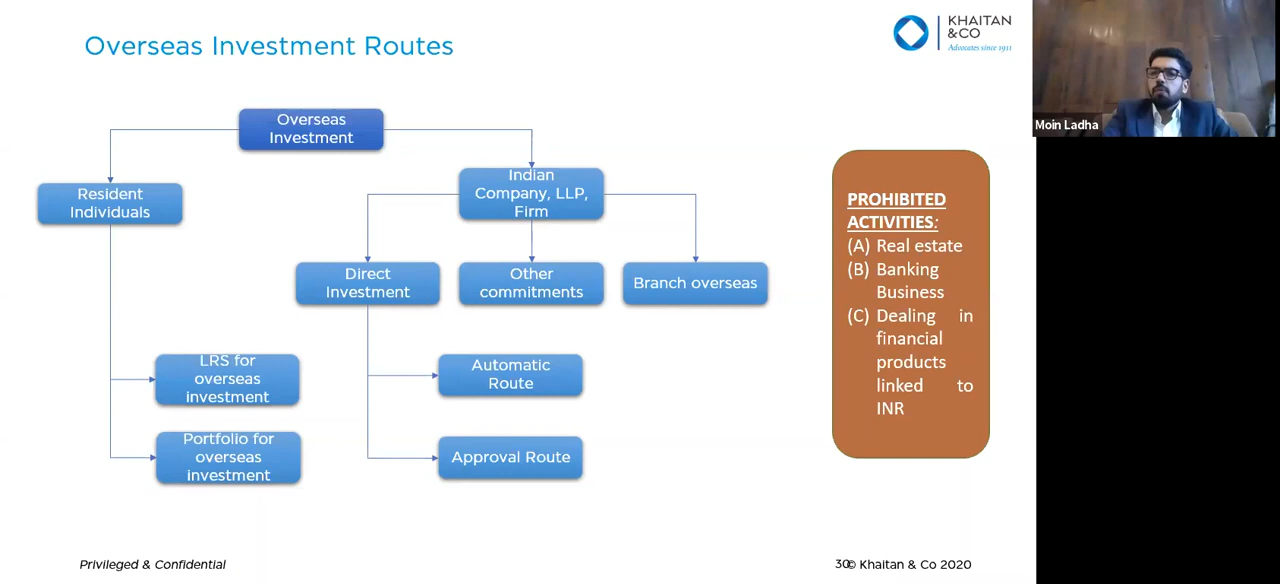 Overseas Investment Routes
KHAITAN
&CO
Advocates since 1911
Moin Ladha
Overseas
Investment
Resident
Individuals
Indian
Company, LLP,
Firm
Direct
Investment
Other
commitments
Branch overseas
LRS for
overseas
investment
Portfolio for
overseas
investment
Automatic
Route
Approval Route
PROHIBITED
ACTIVITIES:
(A) Real estate
(B) Banking
Business
(C) Dealing in
financial
products
linked to
INR
Privileged & Confidential
30
© Khaitan & Co 2020